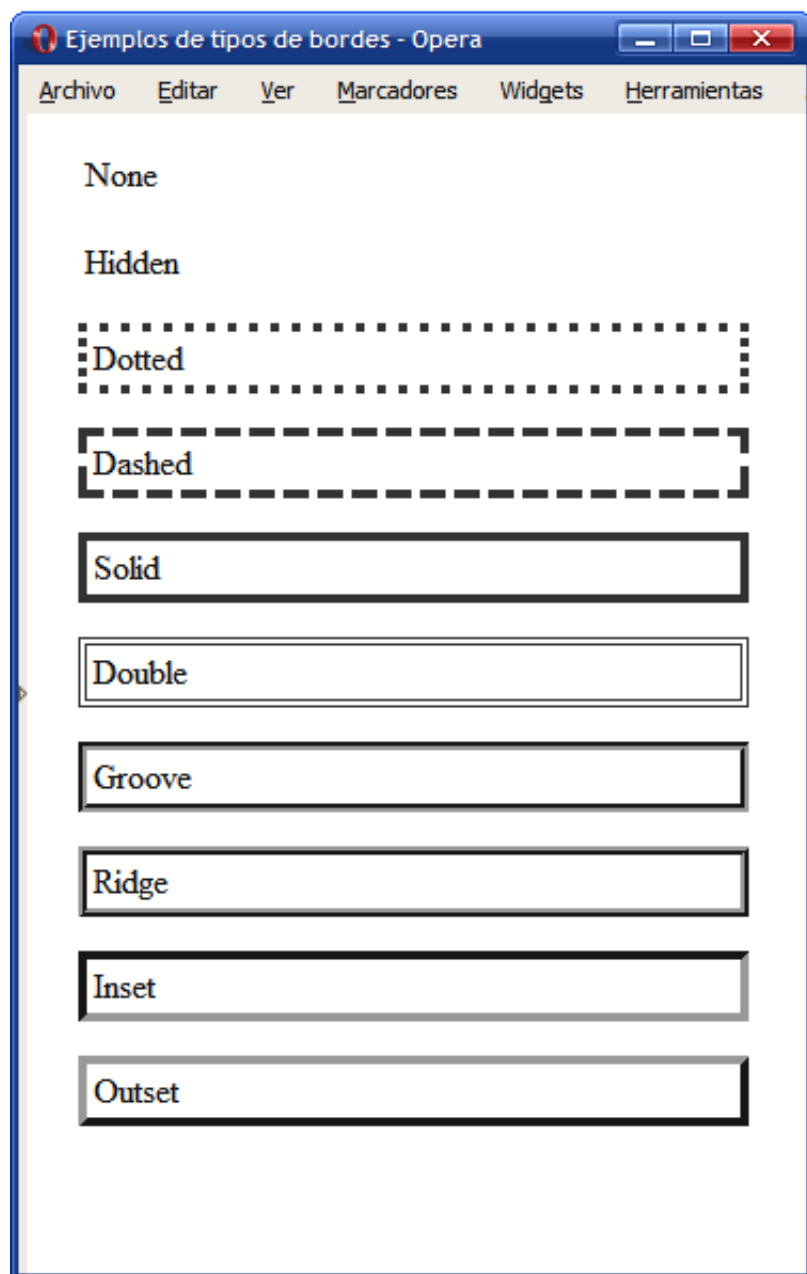 Ejemplos de tipos de bordes - Opera
Archivo Editar Ver Marcadores Widgets Herramientas
None
Hidden
Dotted
Dashed
Solid
Double
Groove
Ridge
Inset
Outset